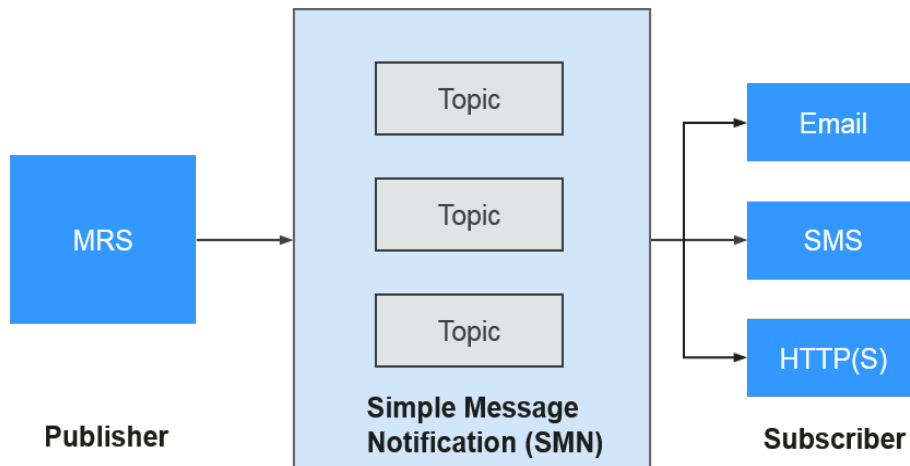 MRS
Publisher
Topic
Topic
Topic
Simple Message
Notification (SMN)
Email
SMS
HTTP(S)
Subscriber